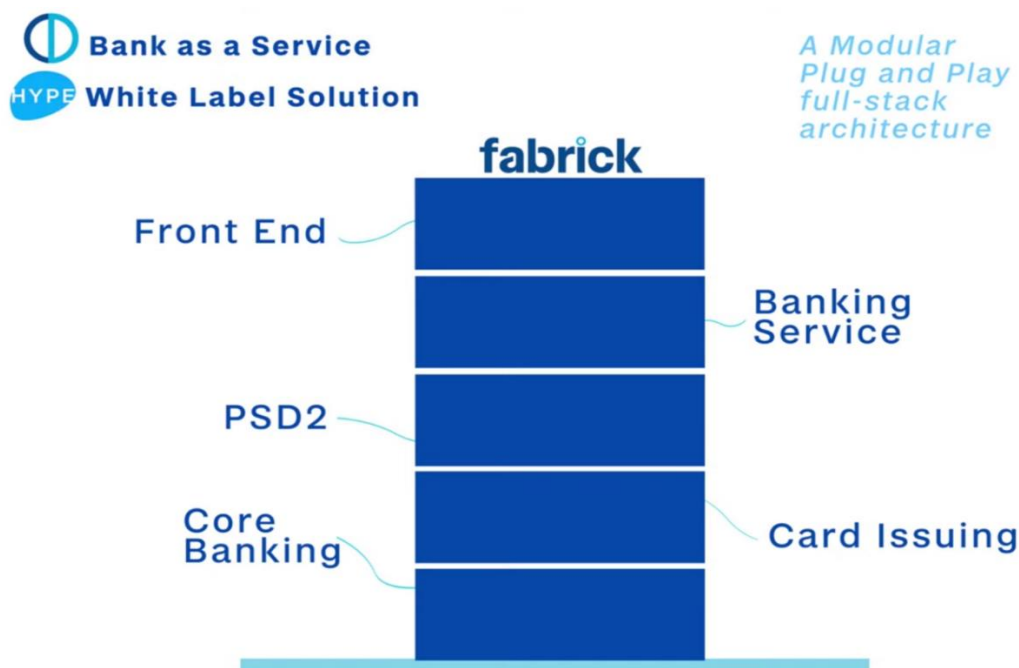 Bank as a Service
HYPE White Label Solution
A Modular
Plug and Play
full-stack
architecture
fabrick
Front End
Banking
Service
PSD2
Core
Banking
Card Issuing